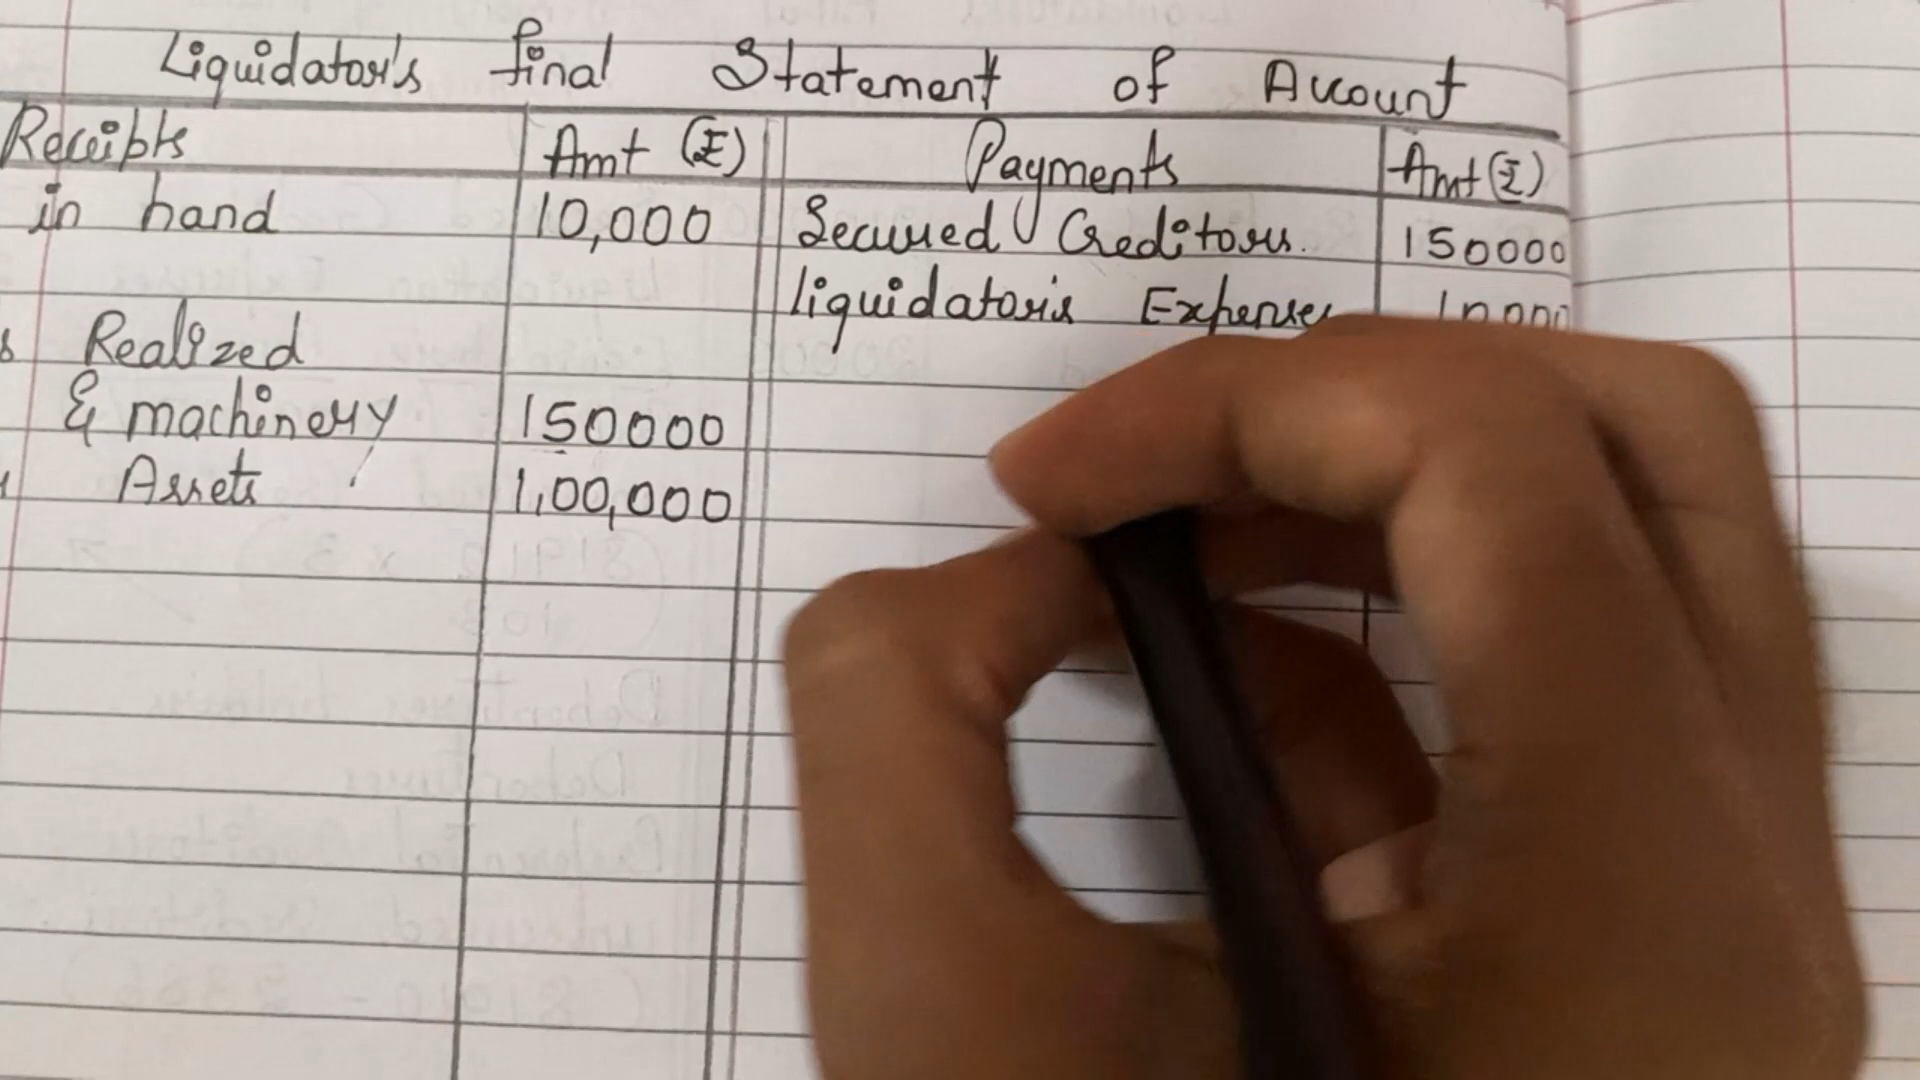 Liquidator's final Statement of Account
Receipts Amt (₹) Payments Amt (₹)
in hand 10,000 Secured Creditors. 150000
liquidator's Expenses 10000
Realized
& machinery 150000
Assets 1,00,000